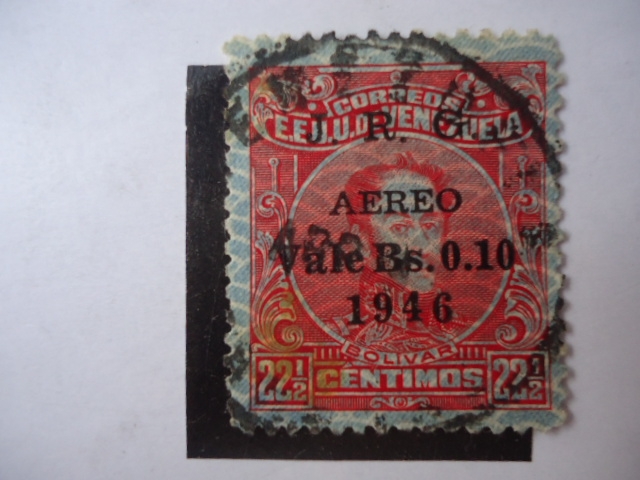 CORREOS
E.E.U.U. DE VENEZUELA
J. R. G.
AEREO
Vale Bs. 0.10
1946
BOLIVAR
22½ CENTIMOS 22½